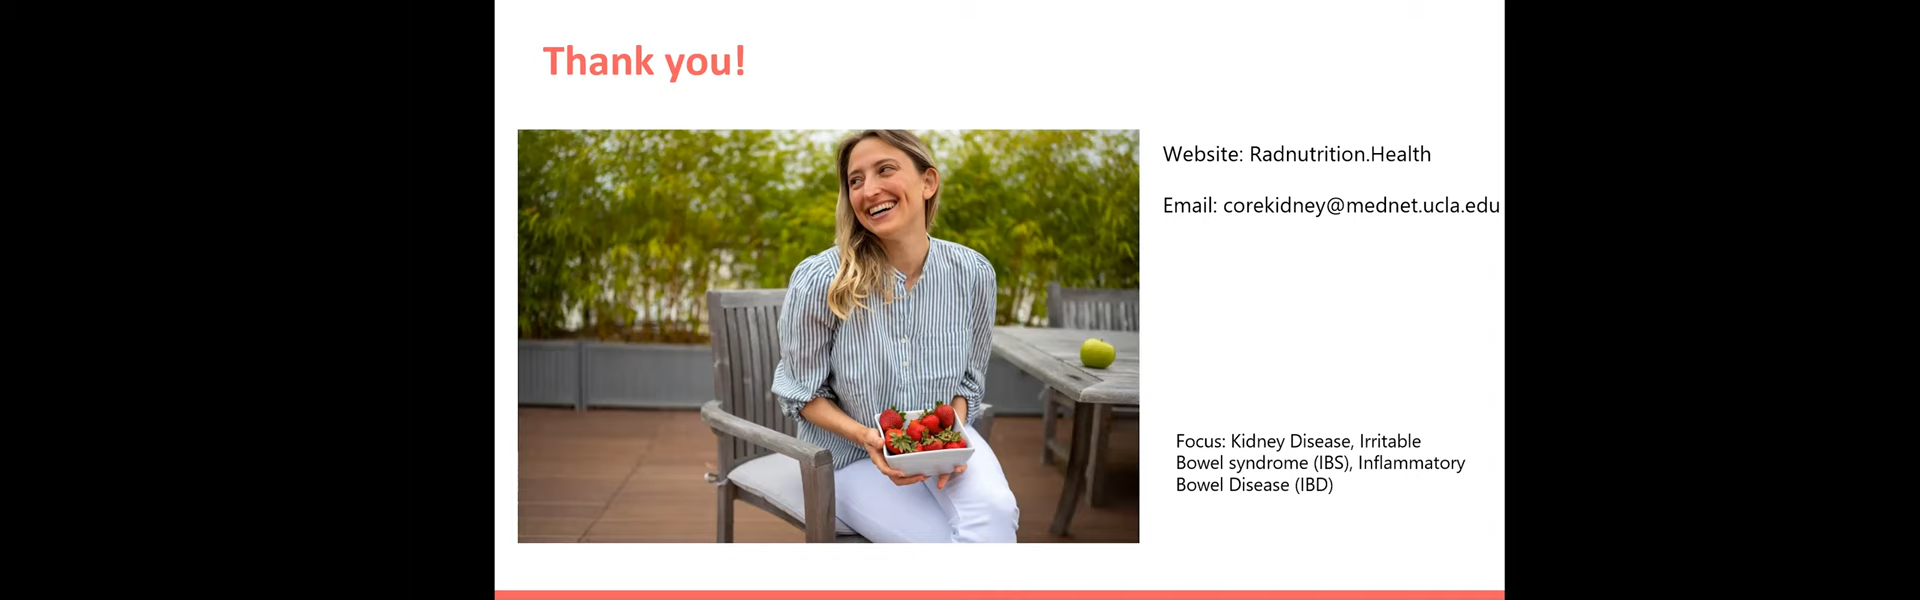 Thank you!
Website: Radnutrition.Health
Email: corekidney@mednet.ucla.edu
Focus: Kidney Disease, Irritable
Bowel syndrome (IBS), Inflammatory
Bowel Disease (IBD)